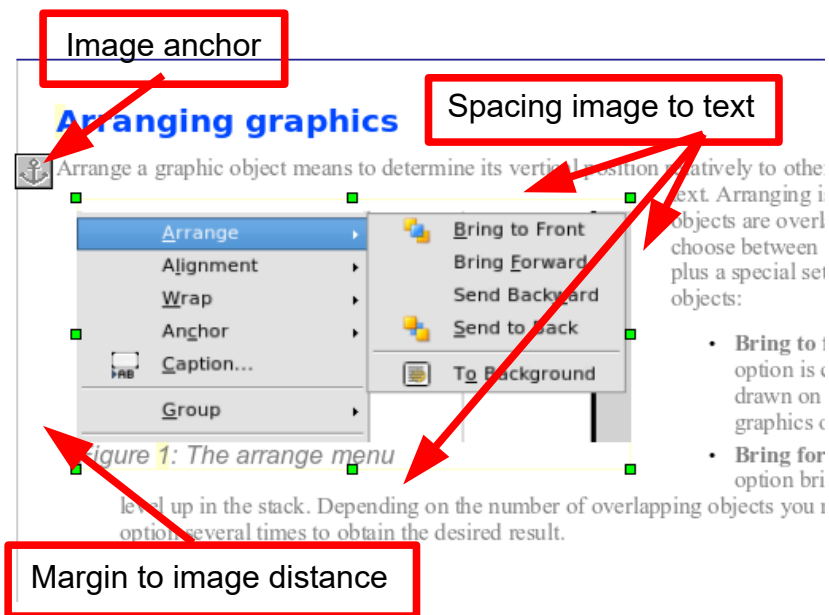 Image anchor
Spacing image to text
Arranging graphics
Arrange a graphic object means to determine its vertical position relatively to othe
text. Arranging is
objects are overl
choose between
plus a special set
objects:
Arrange
Alignment
Wrap
Anchor
Caption...
AB
Group
Bring to Front
Bring Forward
Send Backward
Send to Back
To Background
• Bring to f
option is c
drawn on
graphics o
• Bring for
option bri
Figure 1: The arrange menu
level up in the stack. Depending on the number of overlapping objects you
option several times to obtain the desired result.
Margin to image distance